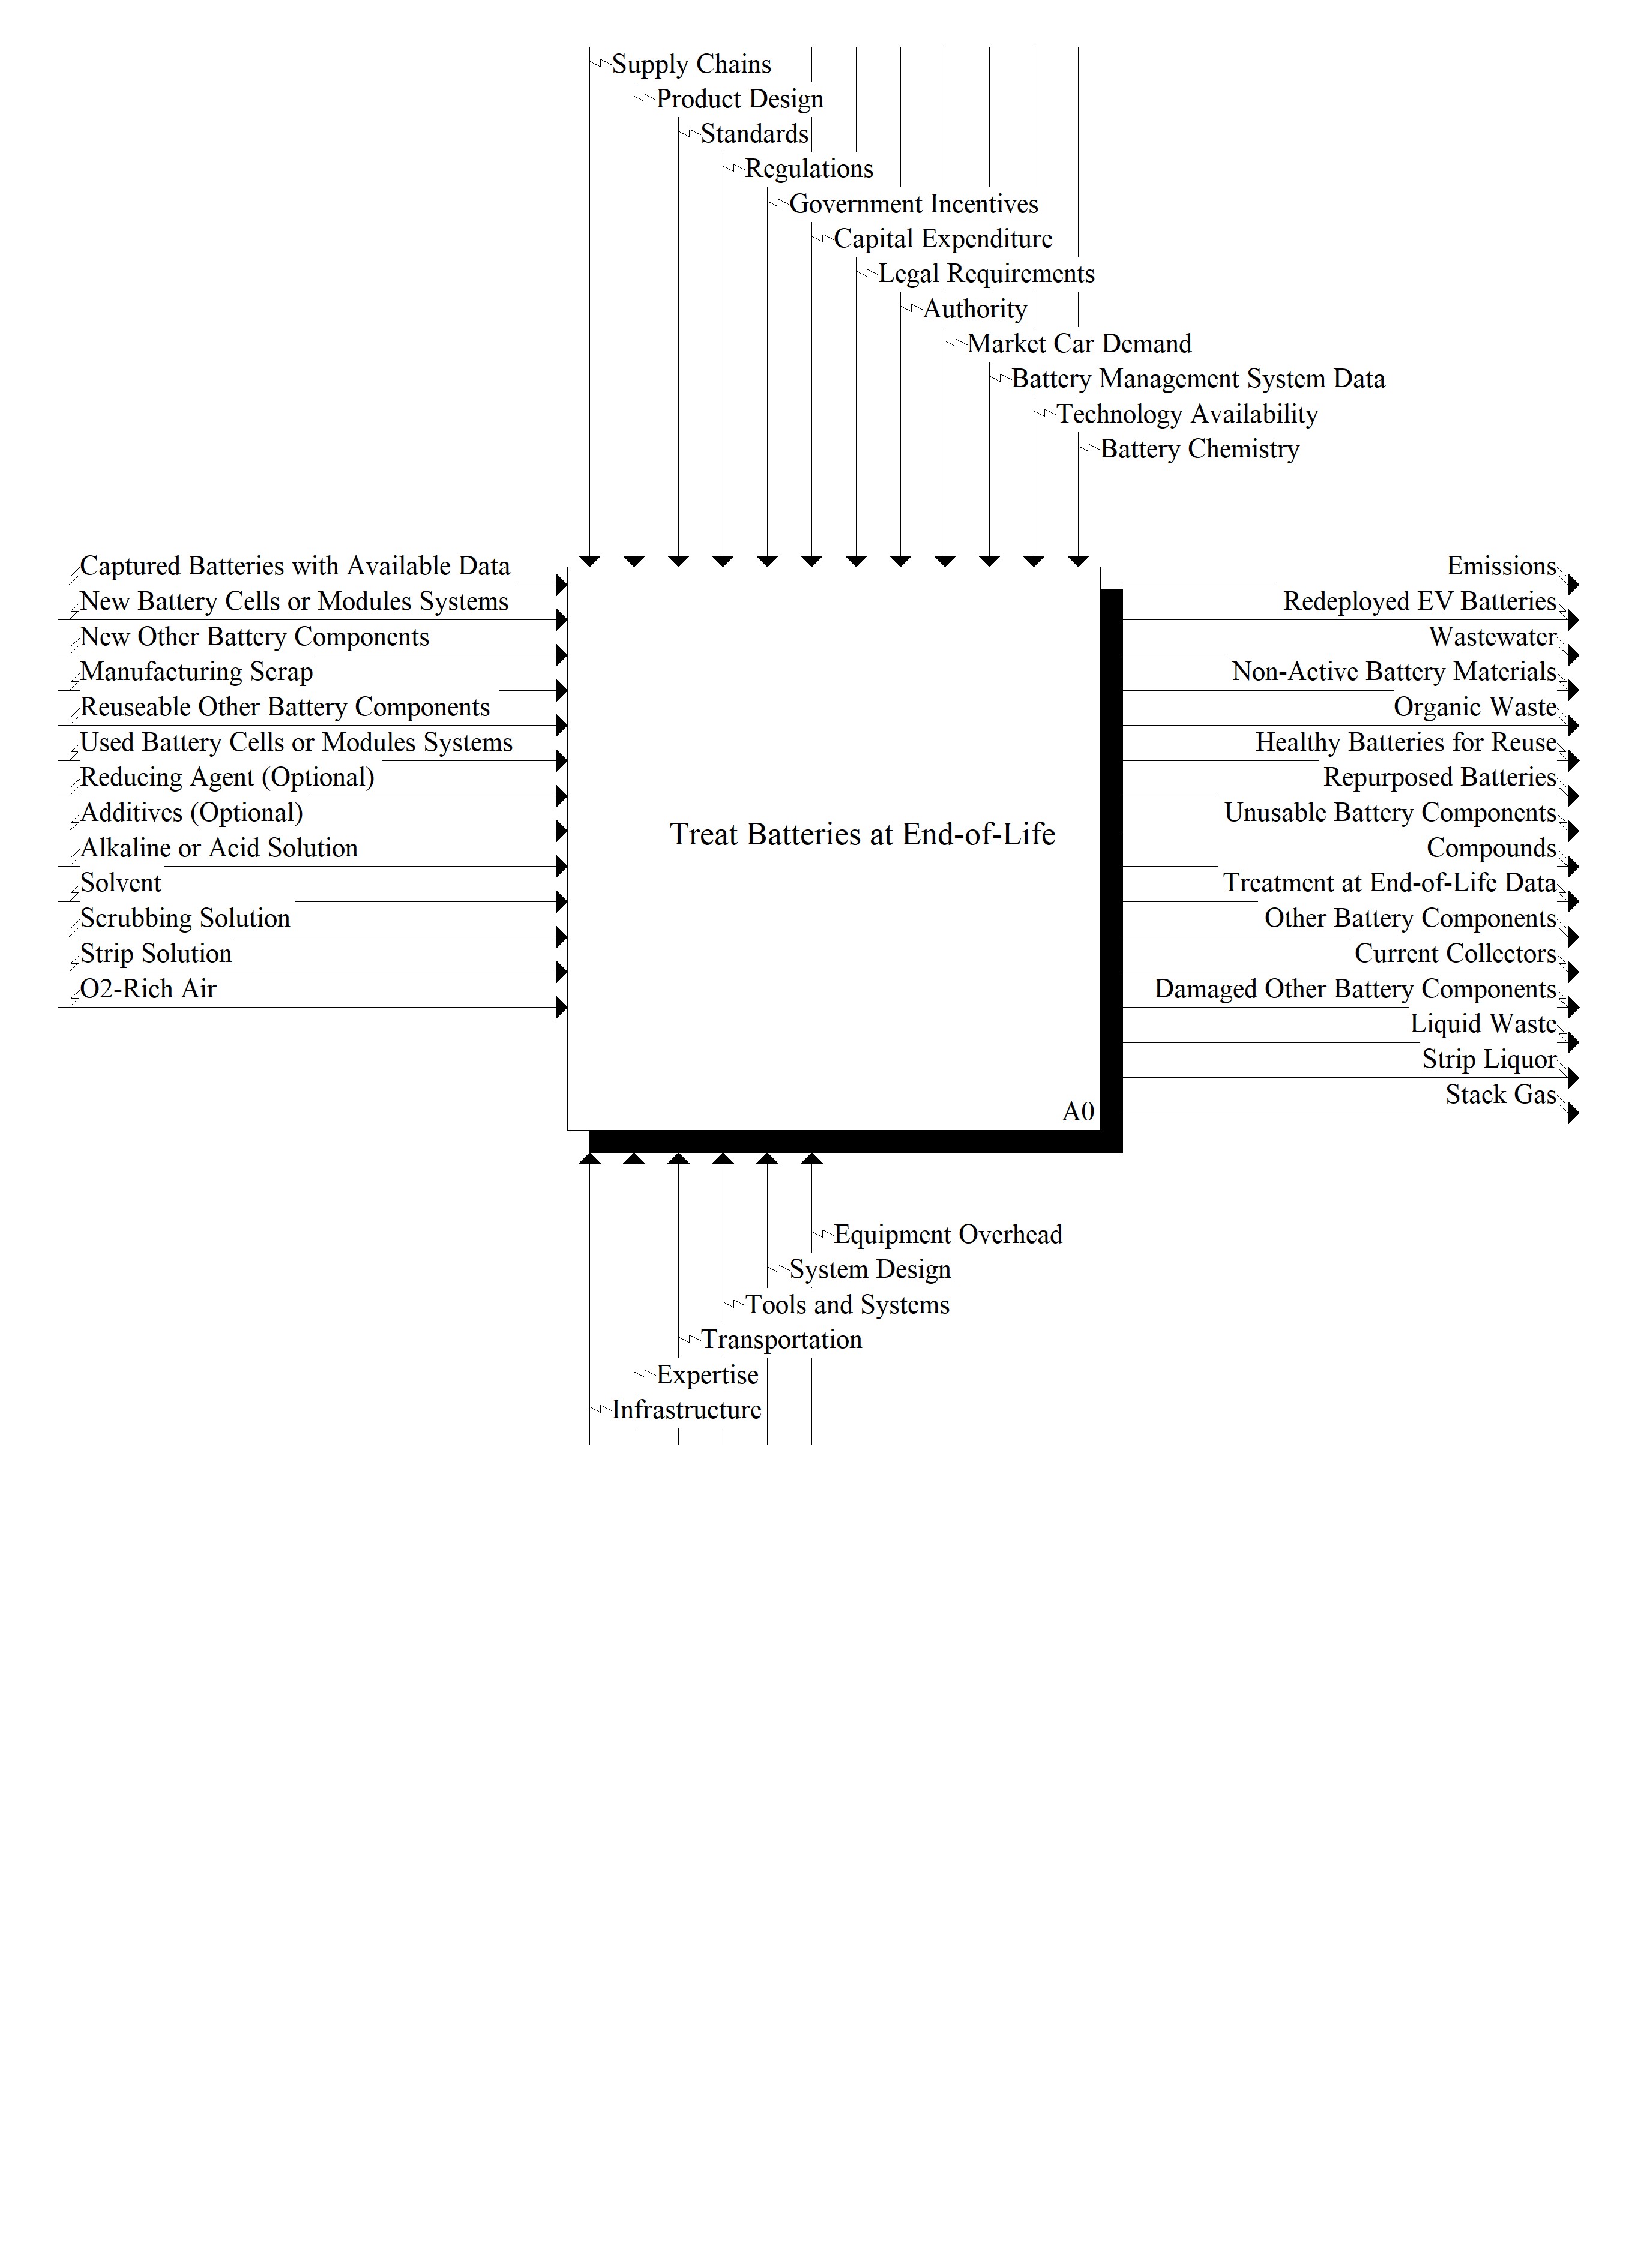 Supply Chains
Product Design
Standards
Regulations
Government Incentives
Capital Expenditure
Legal Requirements
Authority
Market Car Demand
Battery Management System Data
Technology Availability
Battery Chemistry
Captured Batteries with Available Data
New Battery Cells or Modules Systems
New Other Battery Components
Manufacturing Scrap
Reuseable Other Battery Components
Used Battery Cells or Modules Systems
Reducing Agent (Optional)
Additives (Optional)
Alkaline or Acid Solution
Solvent
Scrubbing Solution
Strip Solution
O2-Rich Air
Treat Batteries at End-of-Life
A0
Emissions
Redeployed EV Batteries
Wastewater
Non-Active Battery Materials
Organic Waste
Healthy Batteries for Reuse
Repurposed Batteries
Unusable Battery Components
Compounds
Treatment at End-of-Life Data
Other Battery Components
Current Collectors
Damaged Other Battery Components
Liquid Waste
Strip Liquor
Stack Gas
Equipment Overhead
System Design
Tools and Systems
Transportation
Expertise
Infrastructure